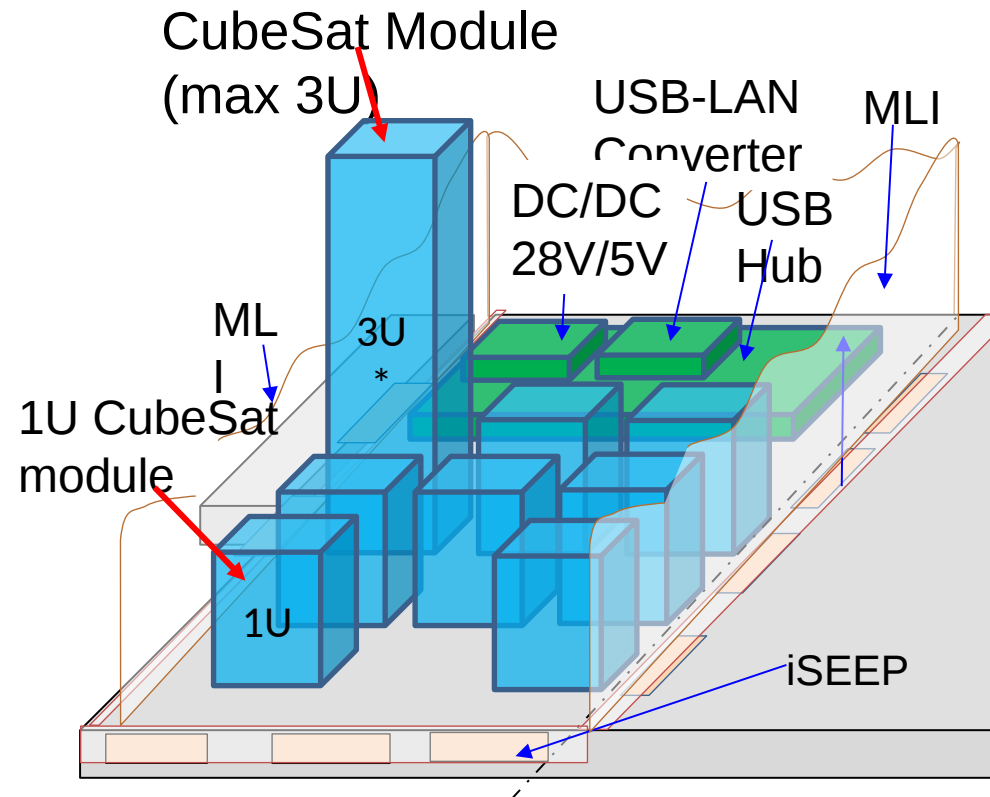 CubeSat Module
(max 3U)
USB-LAN
Converter
MLI
DC/DC
28V/5V
USB
Hub
ML
I
3U
*
1U CubeSat
module
1U
iSEEP